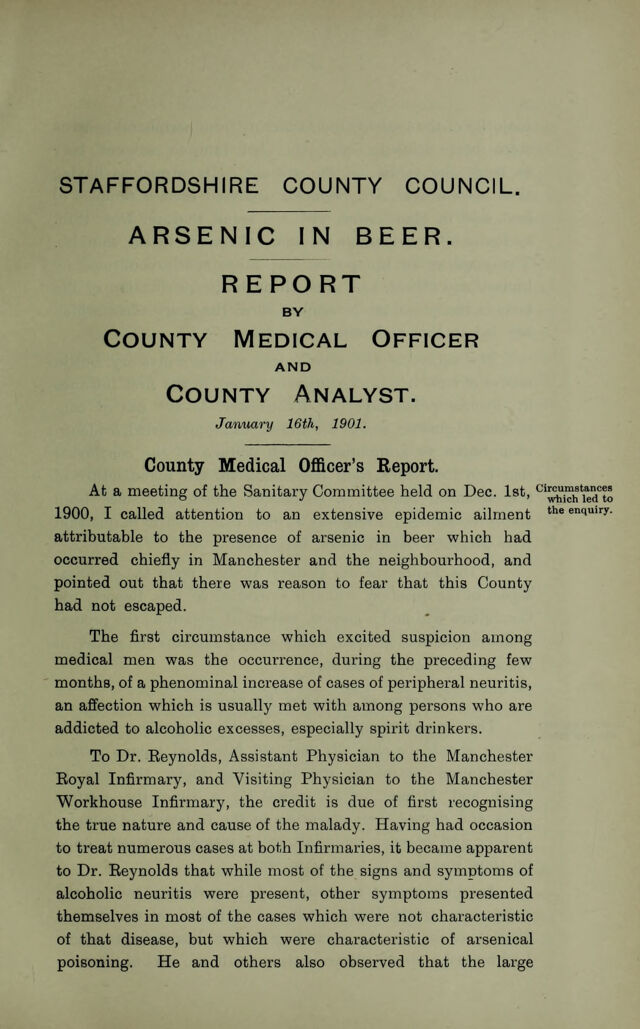 STAFFORDSHIRE COUNTY COUNCIL.
ARSENIC IN BEER.
REPORT
BY
COUNTY MEDICAL OFFICER
AND
COUNTY ANALYST.
January 16th, 1901.
County Medical Officer's Report.
At a meeting of the Sanitary Committee held on Dec. 1st,
1900, I called attention to an extensive epidemic ailment
attributable to the presence of arsenic in beer which had
occurred chiefly in Manchester and the neighbourhood, and
pointed out that there was reason to fear that this County
had not escaped.
Circumstances
which led to
the enquiry.
The first circumstance which excited suspicion among
medical men was the occurrence, during the preceding few
months, of a phenominal increase of cases of peripheral neuritis,
an affection which is usually met with among persons who are
addicted to alcoholic excesses, especially spirit drinkers.
To Dr. Reynolds, Assistant Physician to the Manchester
Royal Infirmary, and Visiting Physician to the Manchester
Workhouse Infirmary, the credit is due of first recognising
the true nature and cause of the malady. Having had occasion
to treat numerous cases at both Infirmaries, it became apparent
to Dr. Reynolds that while most of the signs and symptoms of
alcoholic neuritis were present, other symptoms presented
themselves in most of the cases which were not characteristic
of that disease, but which were characteristic of arsenical
poisoning. He and others also observed that the large